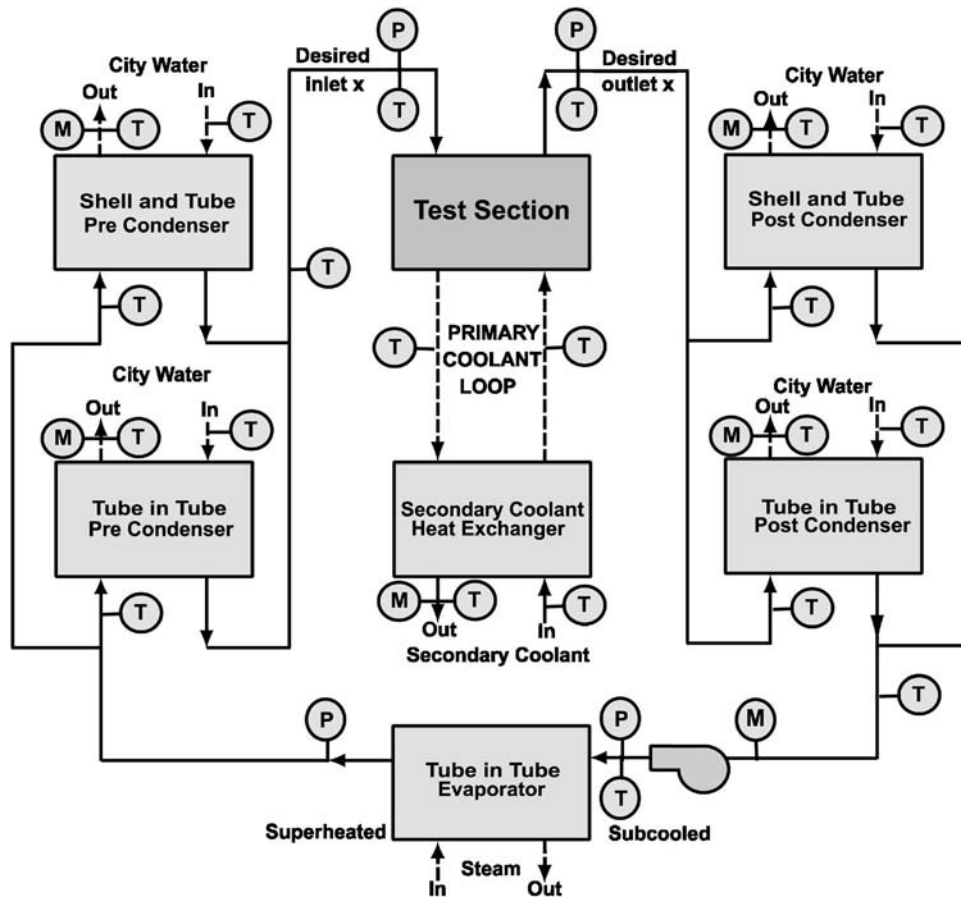 P
Desired
inlet x
T
P
Desired
outlet x
T
City Water
Out
In
M
T
T
Shell and Tube
Pre Condenser
T
T
Test Section
City Water
Out
In
M
T
T
Shell and Tube
Post Condenser
T
T
PRIMARY
COOLANT
LOOP
T
City Water
Out
In
M
T
T
Tube in Tube
Pre Condenser
T
Secondary Coolant
Heat Exchanger
M
T
T
Out
In
Secondary Coolant
City Water
Out
In
M
T
T
Tube in Tube
Post Condenser
T
T
P
Tube in Tube
Evaporator
P
T
M
Superheated
Subcooled
Steam
In
Out